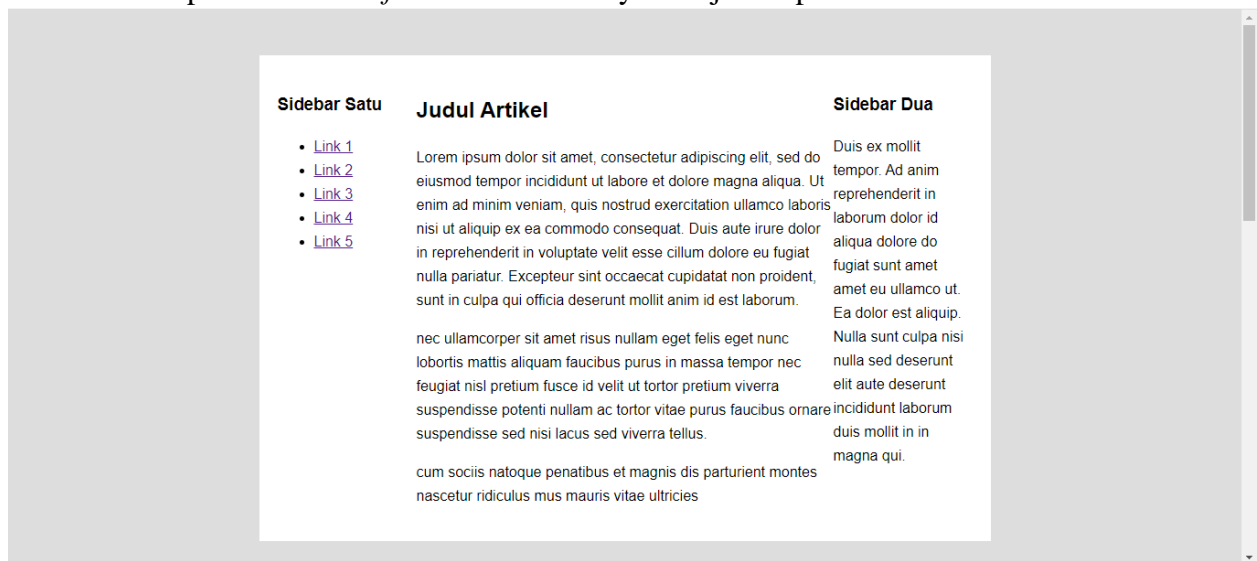 Sidebar Satu
Link 1
Link 2
Link 3
Link 4
Link 5
Judul Artikel
Lorem ipsum dolor sit amet, consectetur adipiscing elit, sed do
eiusmod tempor incididunt ut labore et dolore magna aliqua. Ut
enim ad minim veniam, quis nostrud exercitation ullamco laboris
nisi ut aliquip ex ea commodo consequat. Duis aute irure dolor
in reprehenderit in voluptate velit esse cillum dolore eu fugiat
nulla pariatur. Excepteur sint occaecat cupidatat non proident,
sunt in culpa qui officia deserunt mollit anim id est laborum.
nec ullamcorper sit amet risus nullam eget felis eget nunc
lobortis mattis aliquam faucibus purus in massa tempor nec
feugiat nisl pretium fusce id velit ut tortor pretium viverra
suspendisse potenti nullam ac tortor vitae purus faucibus ornare
suspendisse sed nisi lacus sed viverra tellus.
cum sociis natoque penatibus et magnis dis parturient montes
nascetur ridiculus mus mauris vitae ultricies
Sidebar Dua
Duis ex mollit
tempor. Ad anim
reprehenderit in
laborum dolor id
aliqua dolore do
fugiat sunt amet
amet eu ullamco ut.
Ea dolor est aliquip.
Nulla sunt culpa nisi
nulla sed deserunt
elit aute deserunt
incididunt laborum
duis mollit in in
magna qui.